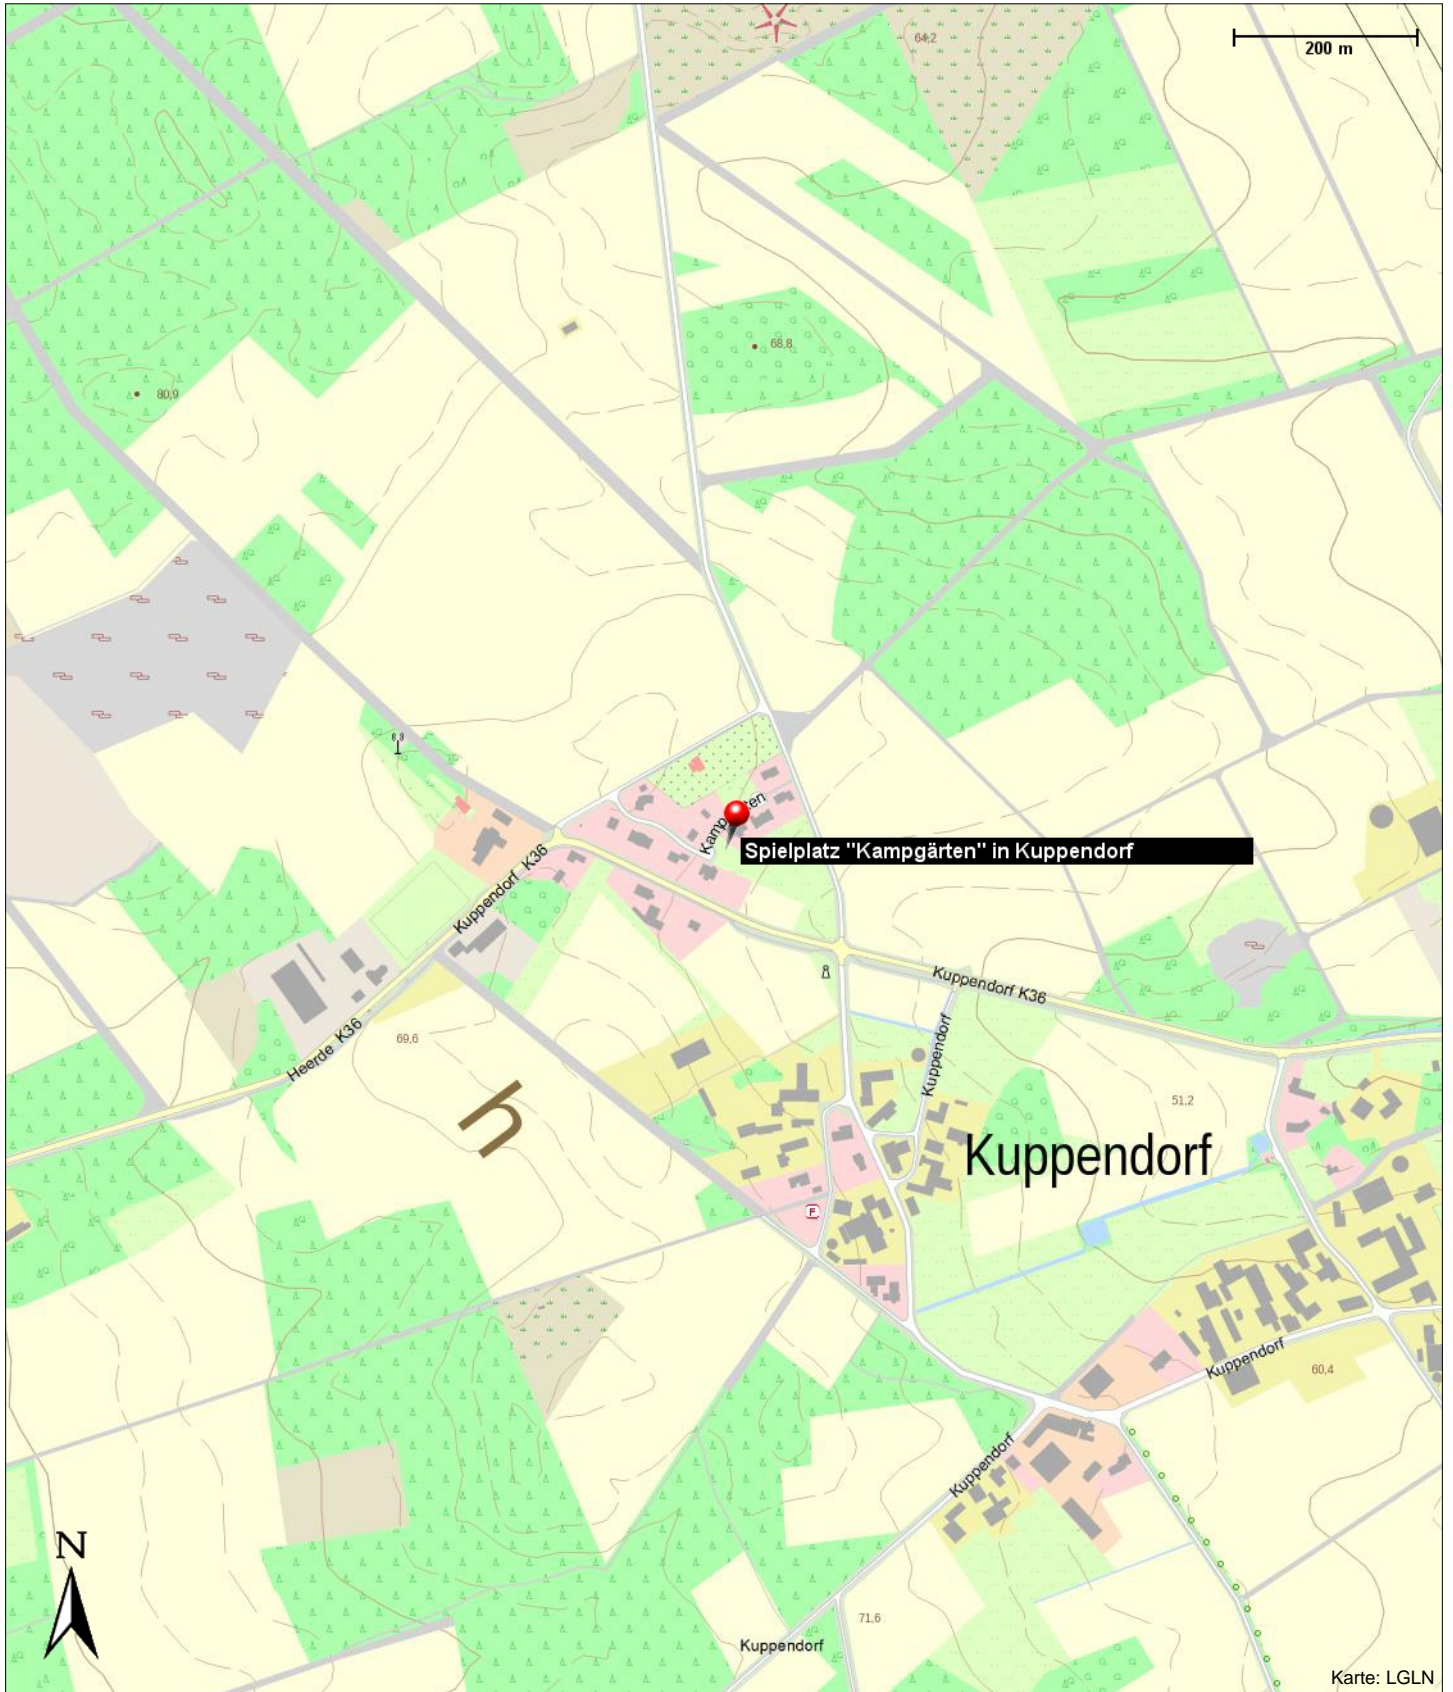 64,2
200 m
68,8
80,9
Kampgärten
Spielplatz "Kampgärten" in Kuppendorf
Kuppendorf K36
Kuppendorf K36
Kuppendorf
Heerde K36
69,6
h
51,2
Kuppendorf
F
Kuppendorf
60,4
Kuppendorf
N
71,6
Kuppendorf
Karte: LGLN